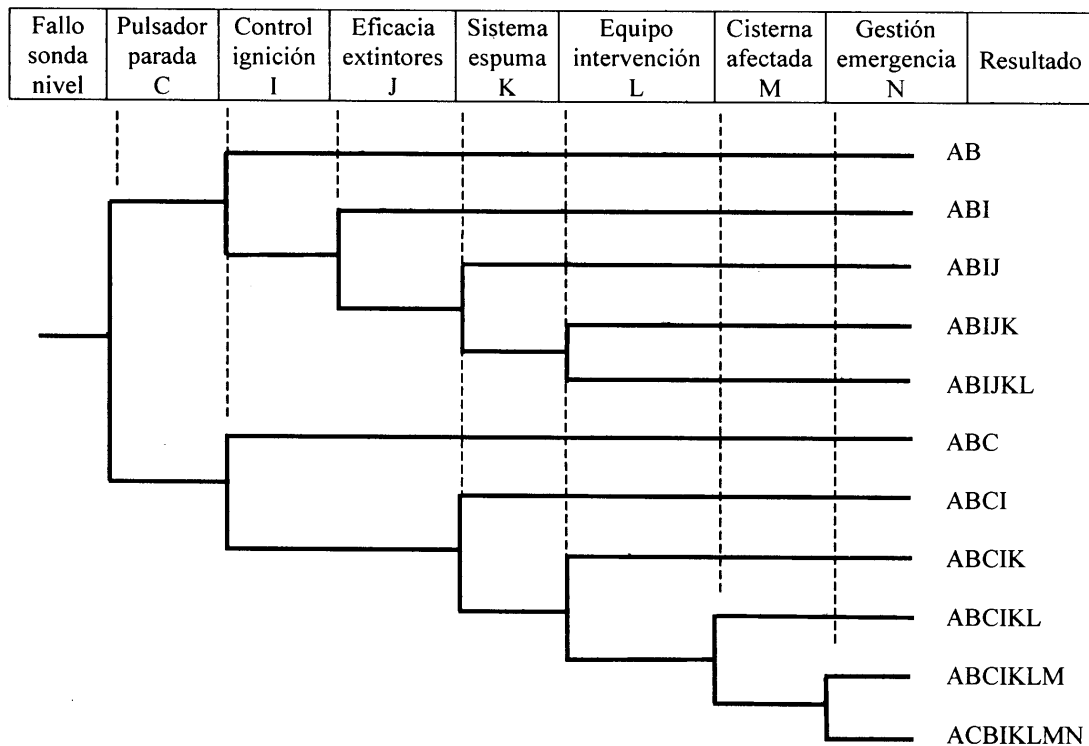 Fallo Pulsador Control Eficacia Sistema Equipo Cisterna Gestión
sonda parada ignición extintores espuma intervención afectada emergencia Resultado
nivel C I J K L M N
AB
ABI
ABIJ
ABIJK
ABIJKL
ABC
ABCI
ABCIK
ABCIKL
ABCIKLM
ACBIKLMN